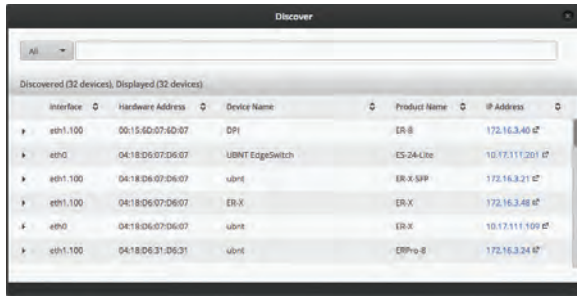 Discover
All
Discovered (32 devices), Displayed (32 devices)
Interface Hardware Address Device Name Product Name IP Address
eth1.100 00:15:6D:07:6D:07 DPI ER-8 172.16.3.40
eth0 04:18:D6:07:D6:07 UBNT EdgeSwitch ES-24-Lite 10.17.111.201
eth1.100 04:18:D6:07:D6:07 ubnt ER-X-SFP 172.16.3.21
eth1.100 04:18:D6:07:D6:07 ER-X ER-X 172.16.3.48
eth0 04:18:D6:07:D6:07 ubnt ER-X 10.17.111.109
eth1.100 04:18:D6:31:D6:31 ubnt ERPro-8 172.16.3.24